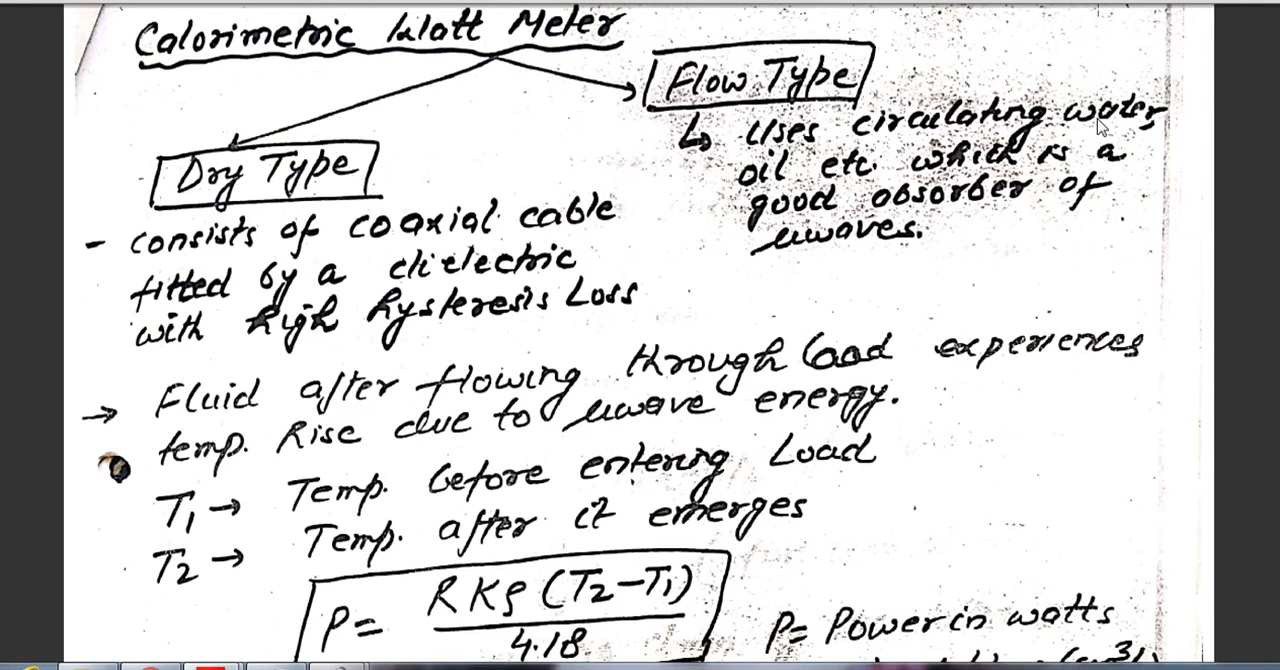 Calorimetric Watt Meter
Flow Type
↳ Uses circulating water,
oil etc. which is a
good absorber of
μwaves.
Dry Type
- consists of coaxial cable
fitted by a dielectric
with high hysteresis Loss
→ Fluid after flowing through load experiences
temp. Rise due to μwave energy.
T₁ → Temp. before entering Load
T₂ → Temp. after it emerges
P = R K ρ (T₂ – T₁) / 4.18
P = Power in watts